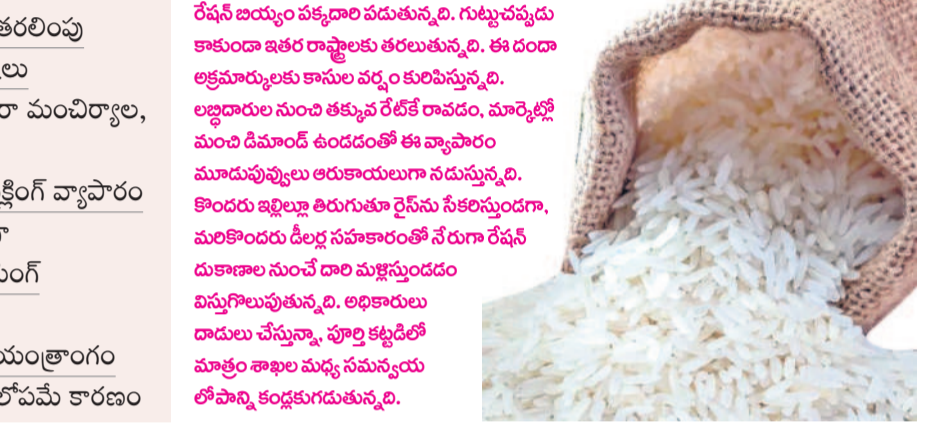 తరలింపు
లు
రా మంచిర్యాల,
క్లింగ్ వ్యాపారం
యంత్రాంగం
లోపమే కారణం
రేషన్ బియ్యం పక్కదారి పడుతున్నది. గుట్టుచప్పుడు
కాకుండా ఇతర రాష్ట్రాలకు తరలుతున్నది. ఈ దందా
అక్రమార్కులకు కాసుల వర్షం కురిపిస్తున్నది.
లబ్ధిదారుల నుంచి తక్కువ రేట్‌కే రావడం, మార్కెట్లో
మంచి డిమాండ్ ఉండడంతో ఈ వ్యాపారం
మూడుపువ్వులు ఆరుకాయలుగా నడుస్తున్నది.
కొందరు ఇల్లిల్లూ తిరుగుతూ రైస్‌ను సేకరిస్తుండగా,
మరికొందరు డీలర్ల సహకారంతో నేరుగా రేషన్
దుకాణాల నుంచే దారి మళ్లిస్తుండడం
విస్తుగొలుపుతున్నది. అధికారులు
దాడులు చేస్తున్నా, పూర్తి కట్టడిలో
మాత్రం శాఖల మధ్య సమన్వయ
లోపాన్ని కండ్లకుగడుతున్నది.